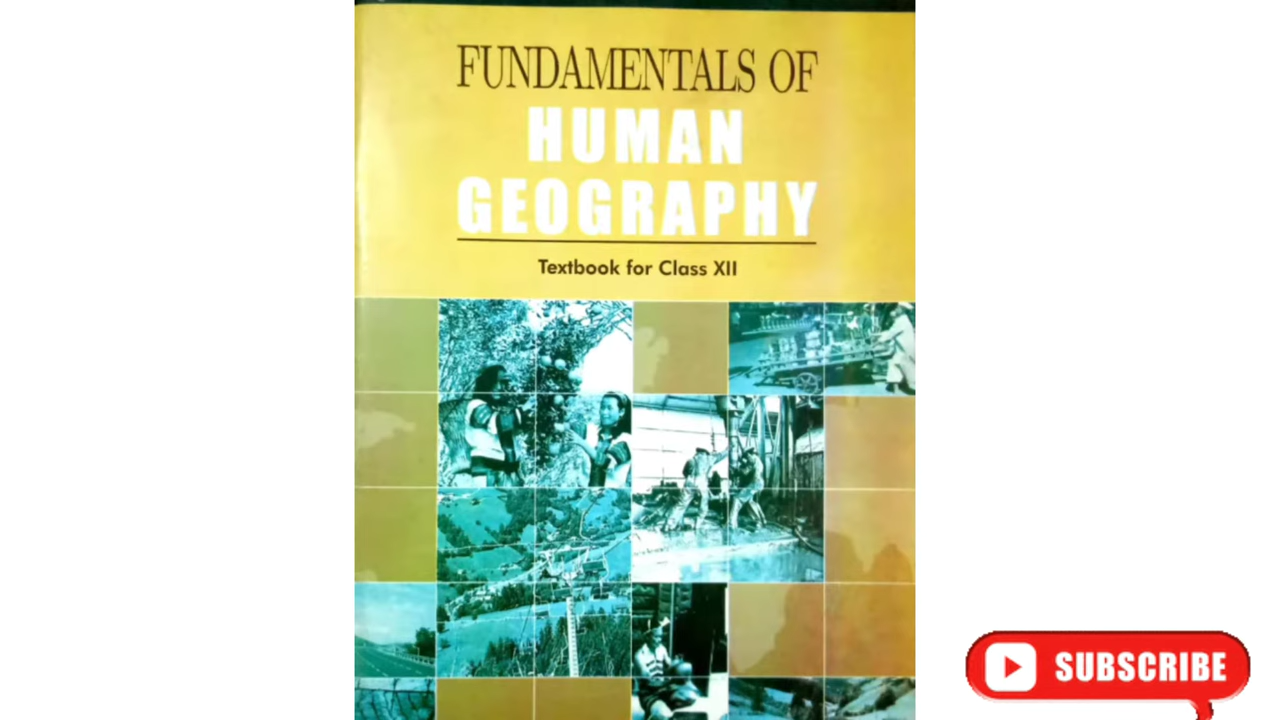 FUNDAMENTALS OF
HUMAN
GEOGRAPHY
Textbook for Class XII
SUBSCRIBE